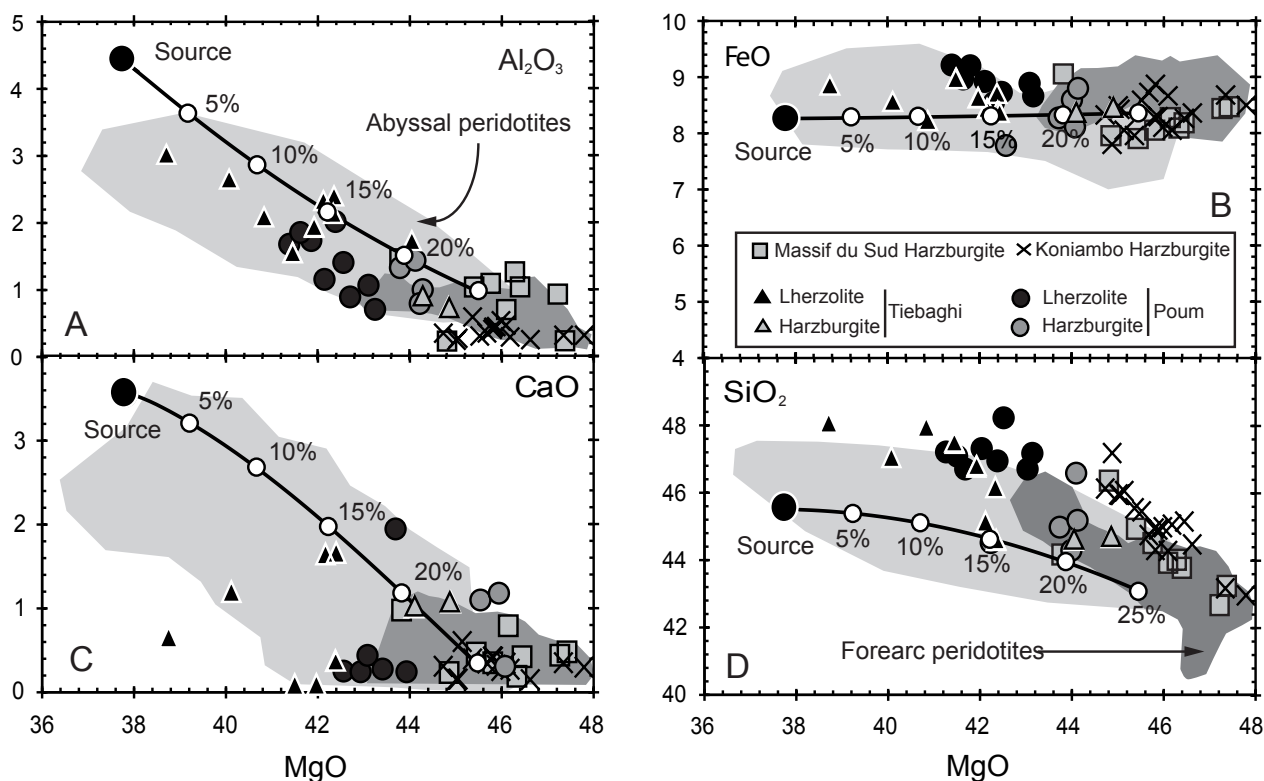 5
4
3
2
1
0
Source
Al₂O₃
5%
10%
Abyssal peridotites
15%
20%
A
10
9
8
7
6
5
4
FeO
Source
5%
10%
15%
20%
B
Massif du Sud Harzburgite
Koniambo Harzburgite
Lherzolite
Harzburgite
Tiebaghi
Lherzolite
Harzburgite
Poum
3
2
1
0
CaO
Source
5%
10%
15%
20%
C
36
38
40
42
44
46
48
MgO
48
46
44
42
40
SiO₂
Source
5%
10%
15%
20%
25%
Forearc peridotites
D
36
38
40
42
44
46
48
MgO